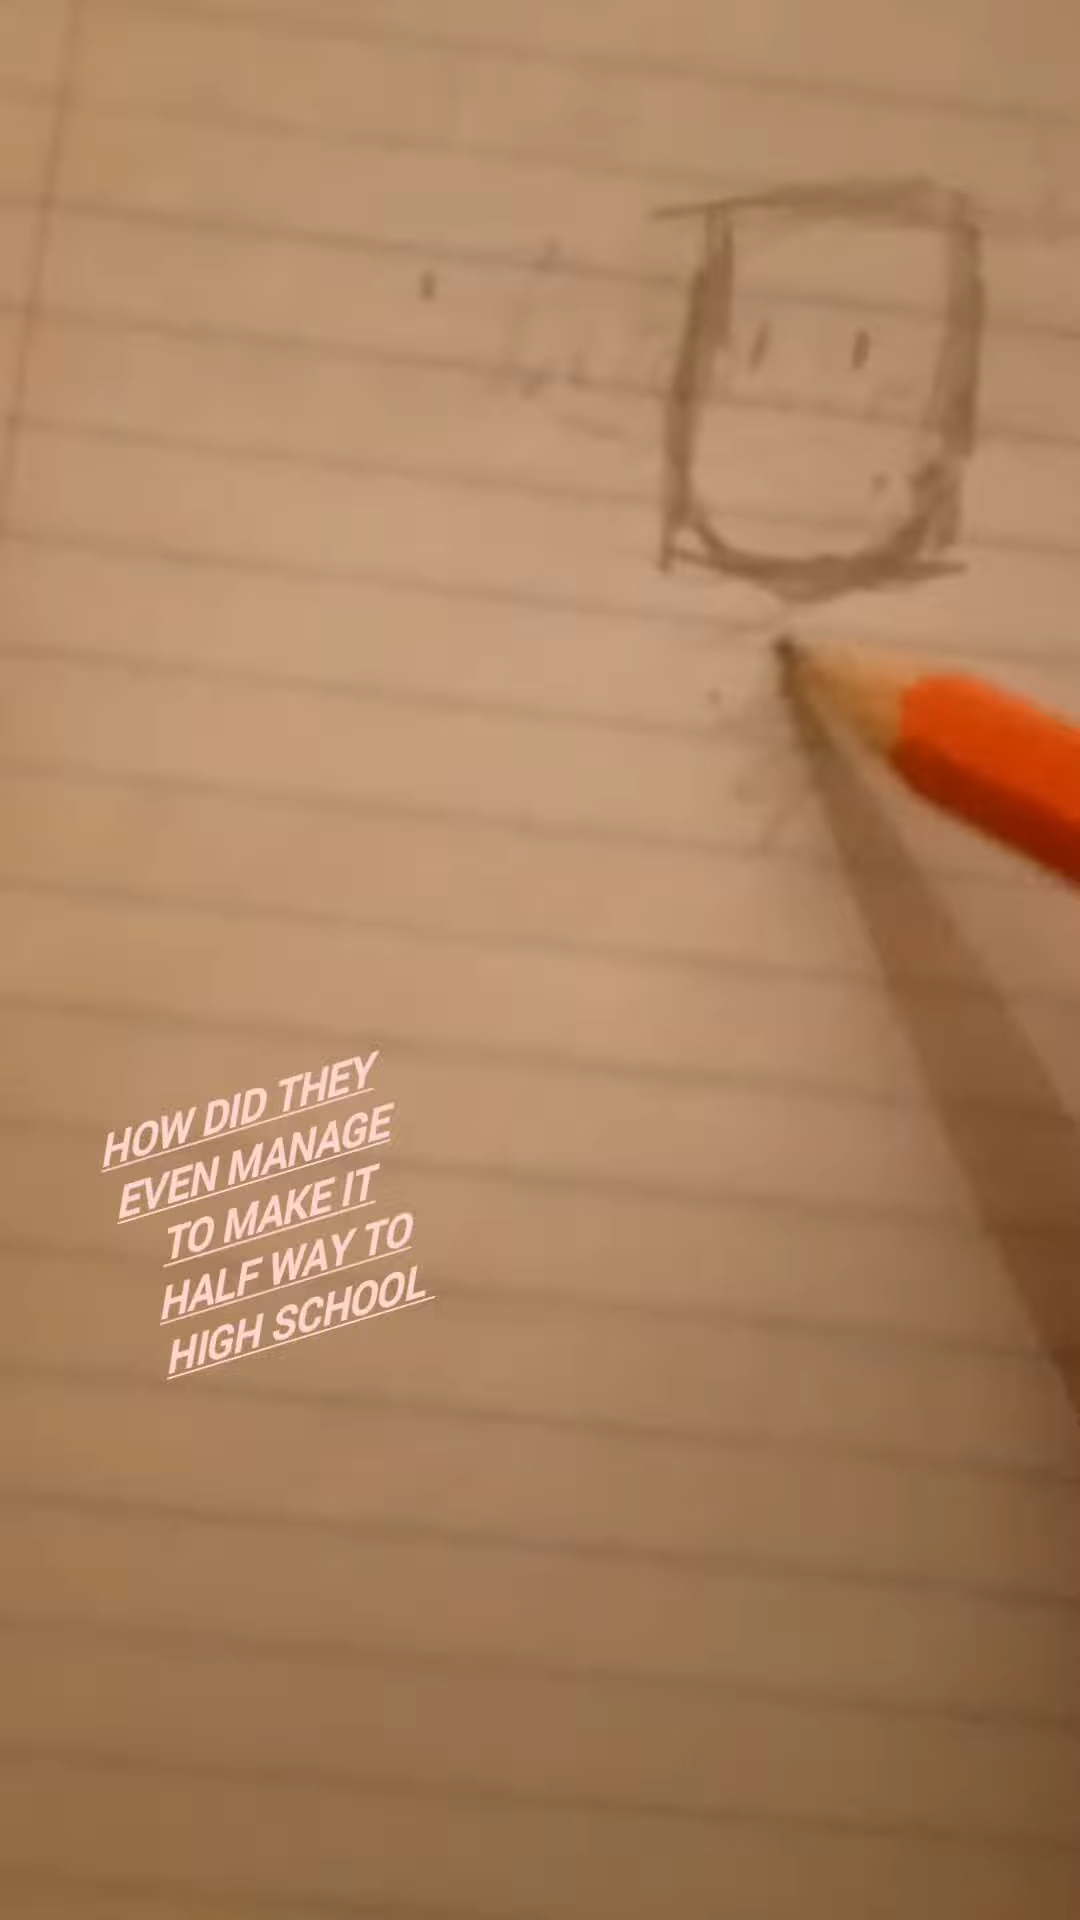 HOW DID THEY
EVEN MANAGE
TO MAKE IT
HALF WAY TO
HIGH SCHOOL